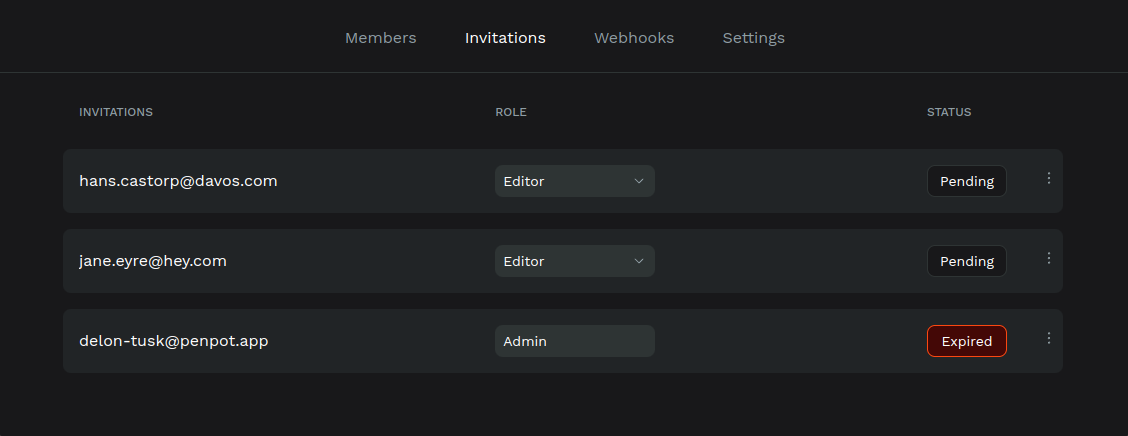 Members Invitations Webhooks Settings
INVITATIONS ROLE STATUS
hans.castorp@davos.com Editor Pending
jane.eyre@hey.com Editor Pending
delon-tusk@penpot.app Admin Expired